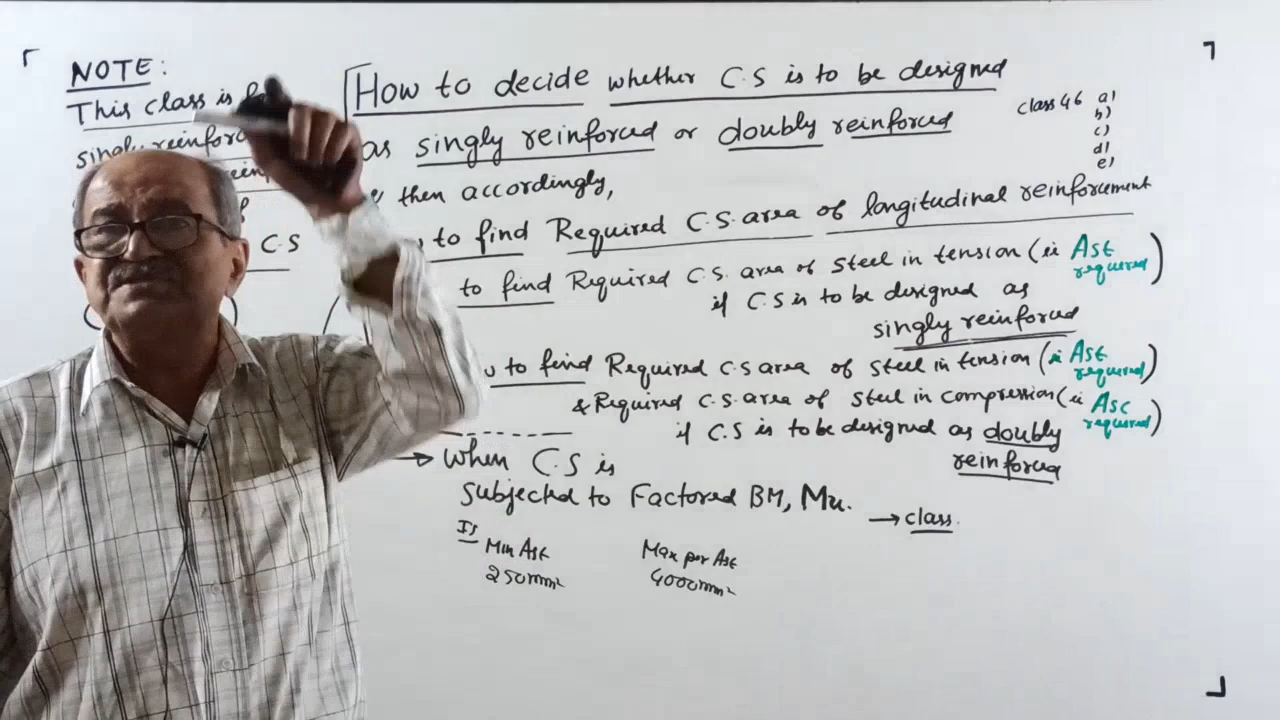 NOTE:
This class is
singly reinfor
C.S
How to decide whether C.S is to be designed
as singly reinforced or doubly reinforced
then accordingly,
to find Required C.S. area of longitudinal reinforcement
to find Required C.S. area of steel in tension (ie Ast required)
if C.S is to be designed as
singly reinforced
to find Required C.S area of steel in tension (ie Ast required)
& Required C.S. area of steel in compression (ie Asc required)
if C.S is to be designed as doubly
reinforced
class 46 a)
b)
c)
d)
e)
→ When C.S is
subjected to Factored BM, Mu.
→ class.
IS
Min Ast
250mm²
Max per Ast
4000mm²